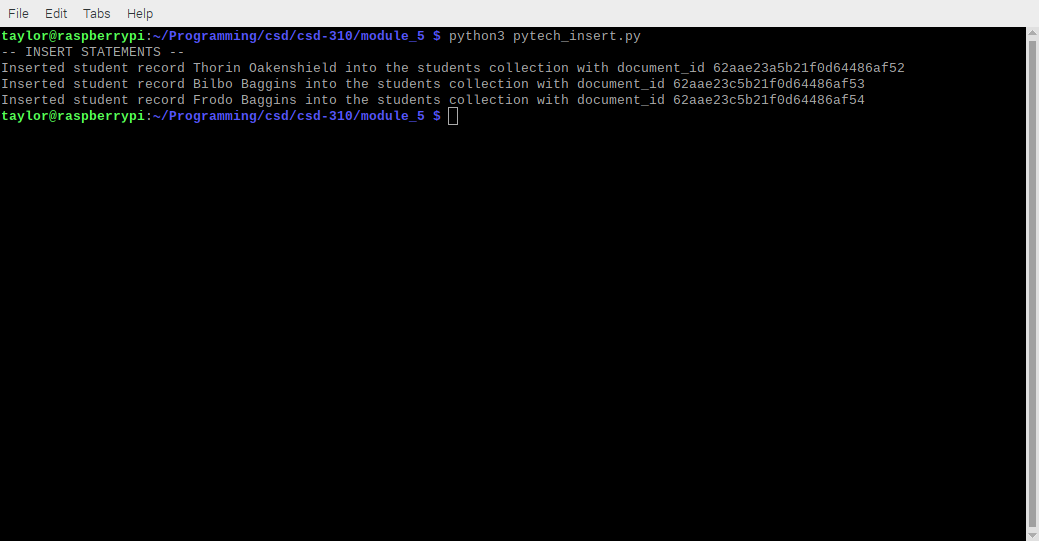 File Edit Tabs Help
taylor@raspberrypi:~/Programming/csd/csd-310/module_5 $ python3 pytech_insert.py
-- INSERT STATEMENTS --
Inserted student record Thorin Oakenshield into the students collection with document_id 62aae23a5b21f0d64486af52
Inserted student record Bilbo Baggins into the students collection with document_id 62aae23c5b21f0d64486af53
Inserted student record Frodo Baggins into the students collection with document_id 62aae23c5b21f0d64486af54
taylor@raspberrypi:~/Programming/csd/csd-310/module_5 $